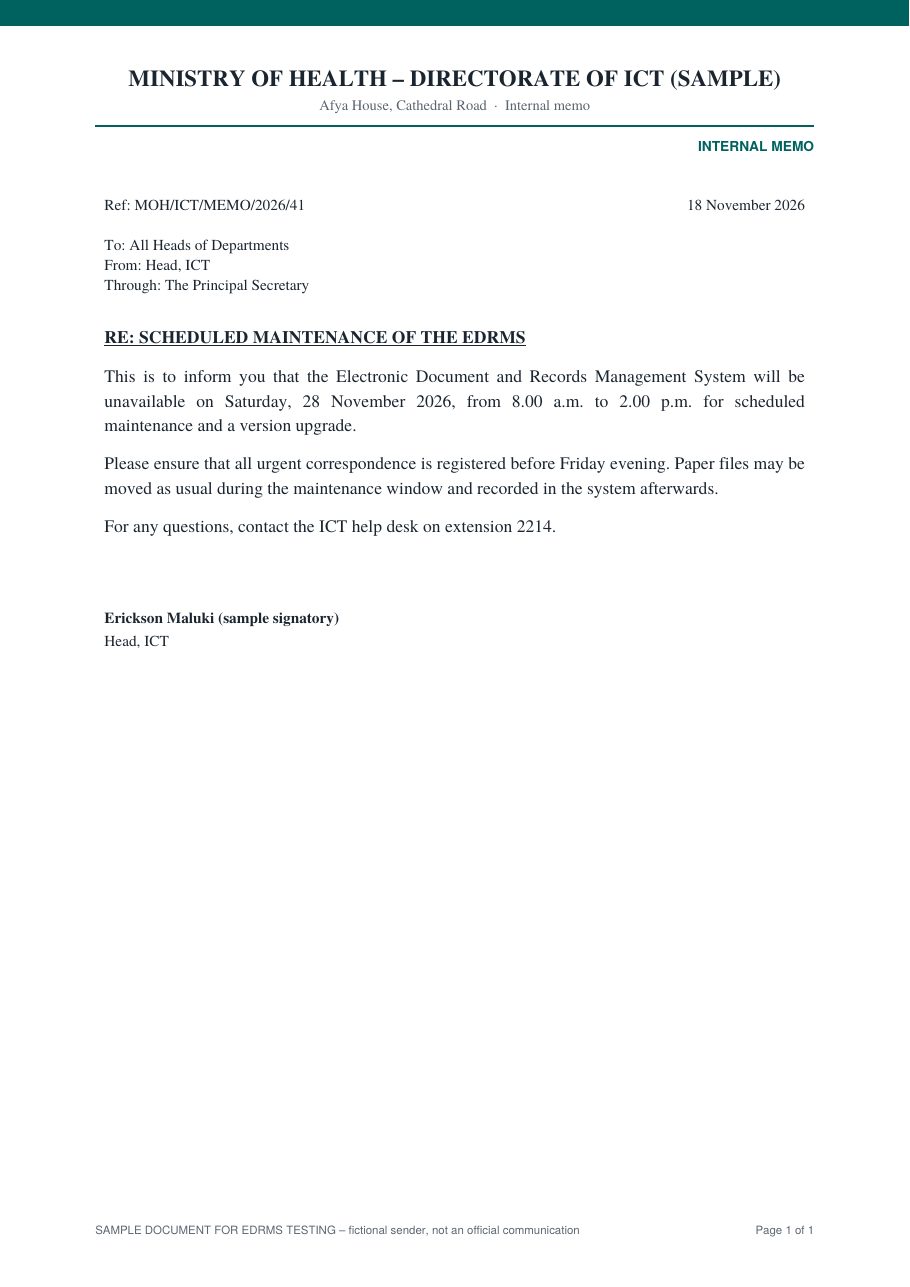 MINISTRY OF HEALTH – DIRECTORATE OF ICT (SAMPLE)
Afya House, Cathedral Road · Internal memo
INTERNAL MEMO
Ref: MOH/ICT/MEMO/2026/41 18 November 2026
To: All Heads of Departments
From: Head, ICT
Through: The Principal Secretary
RE: SCHEDULED MAINTENANCE OF THE EDRMS
This is to inform you that the Electronic Document and Records Management System will be
unavailable on Saturday, 28 November 2026, from 8.00 a.m. to 2.00 p.m. for scheduled
maintenance and a version upgrade.
Please ensure that all urgent correspondence is registered before Friday evening. Paper files may be
moved as usual during the maintenance window and recorded in the system afterwards.
For any questions, contact the ICT help desk on extension 2214.
Erickson Maluki (sample signatory)
Head, ICT
SAMPLE DOCUMENT FOR EDRMS TESTING – fictional sender, not an official communication Page 1 of 1